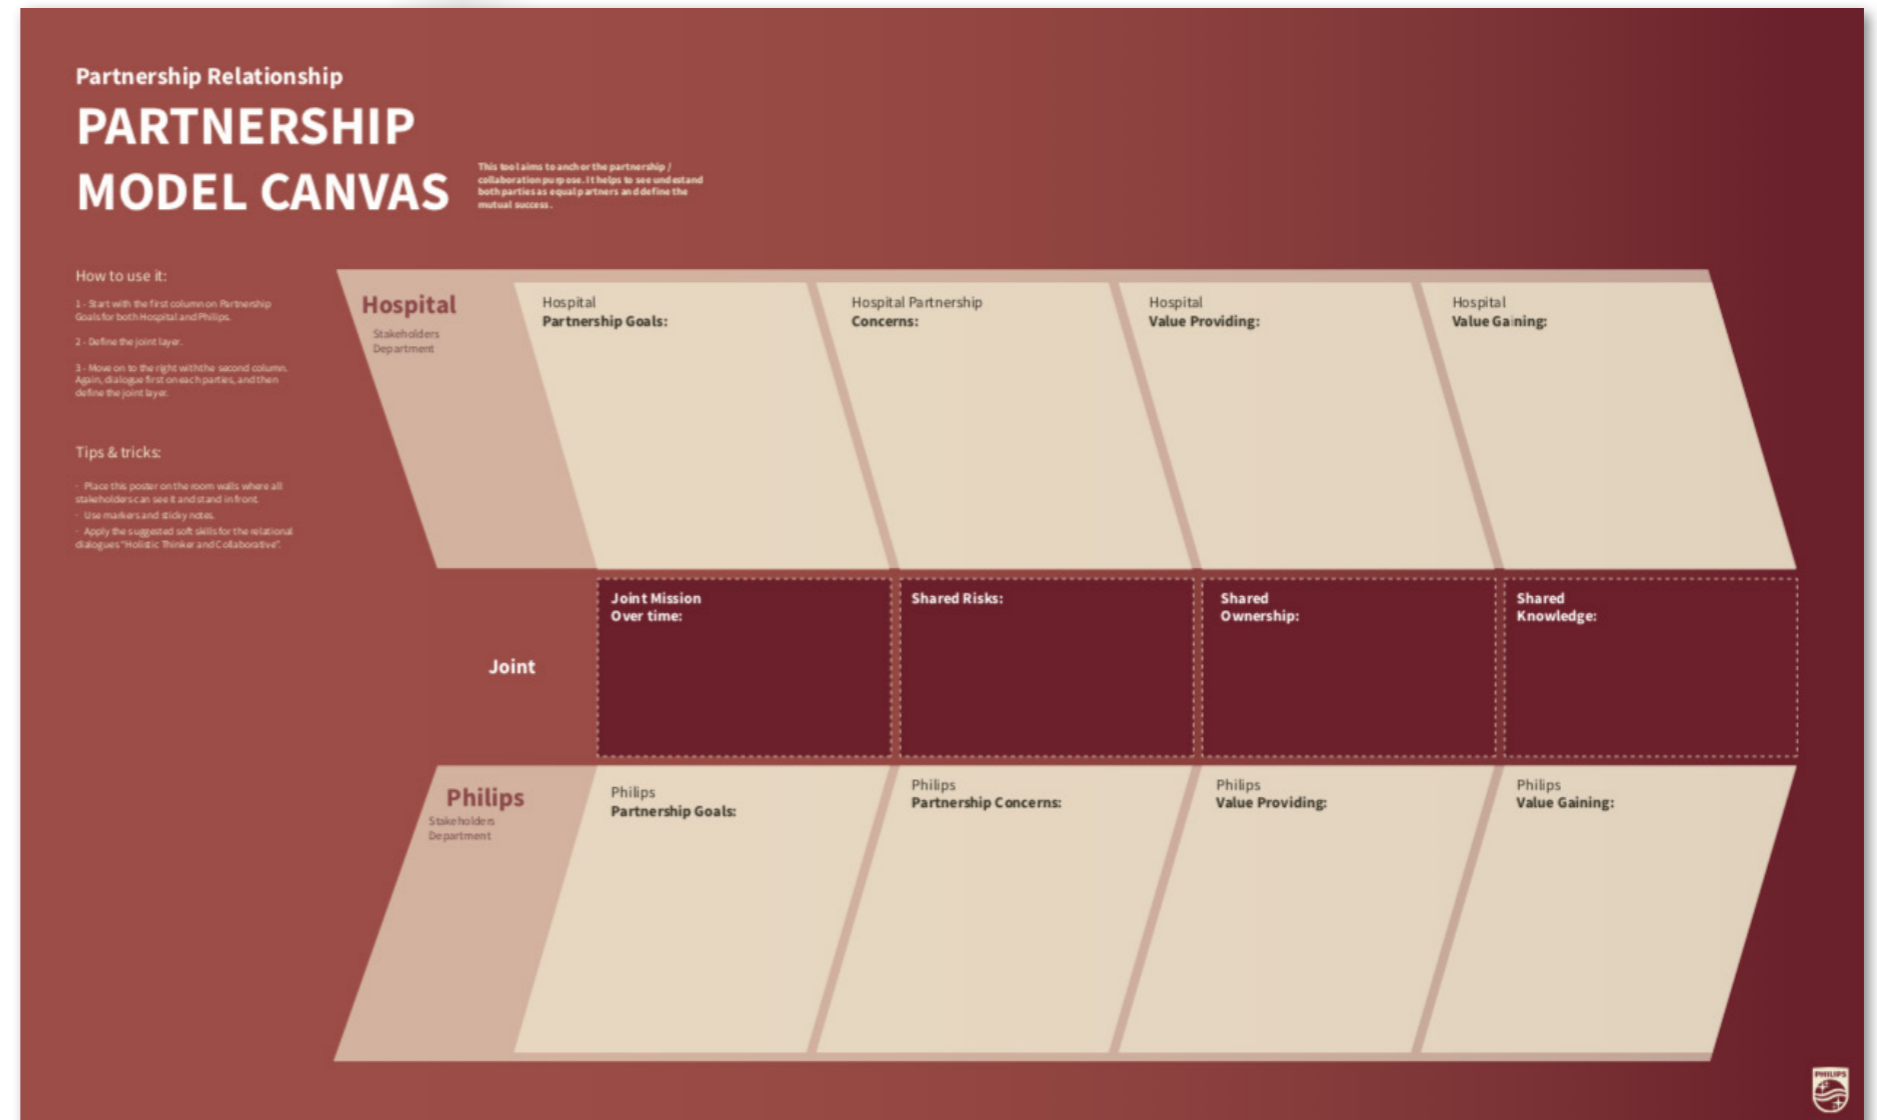 Partnership Relationship
PARTNERSHIP
MODEL CANVAS
This tool aims to anchor the partnership /
collaboration purpose. It helps to see undestand
both parties as equal partners and define the
mutual success.
How to use it:
1 - Start with the first column on Partnership
Goals for both Hospital and Philips.
2 - Define the joint layer.
3 - Move on to the right with the second column.
Again, dialogue first on each parties, and then
define the joint layer.
Tips & tricks:
- Place this poster on the room walls where all
stakeholders can see it and stand in front.
- Use markers and sticky notes.
- Apply the suggested soft skills for the relational
dialogues "Holistic Thinker and Collaborative".
Hospital
Stakeholders
Department
Hospital
Partnership Goals:
Hospital Partnership
Concerns:
Hospital
Value Providing:
Hospital
Value Gaining:
Joint
Joint Mission
Over time:
Shared Risks:
Shared
Ownership:
Shared
Knowledge:
Philips
Stakeholders
Department
Philips
Partnership Goals:
Philips
Partnership Concerns:
Philips
Value Providing:
Philips
Value Gaining:
PHILIPS